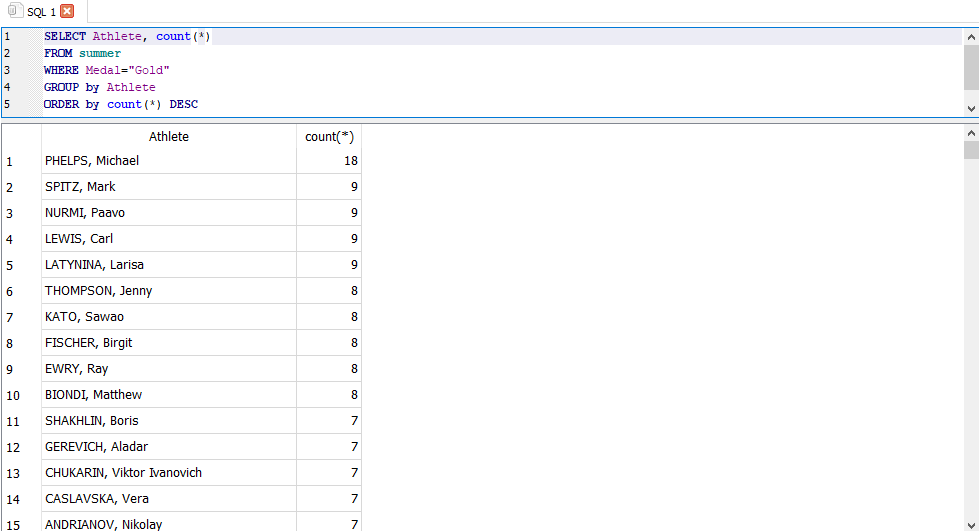 SQL 1
1 SELECT Athlete, count(*)
2 FROM summer
3 WHERE Medal="Gold"
4 GROUP by Athlete
5 ORDER by count(*) DESC
Athlete count(*)
1 PHELPS, Michael 18
2 SPITZ, Mark 9
3 NURMI, Paavo 9
4 LEWIS, Carl 9
5 LATYNINA, Larisa 9
6 THOMPSON, Jenny 8
7 KATO, Sawao 8
8 FISCHER, Birgit 8
9 EWRY, Ray 8
10 BIONDI, Matthew 8
11 SHAKHLIN, Boris 7
12 GEREVICH, Aladar 7
13 CHUKARIN, Viktor Ivanovich 7
14 CASLAVSKA, Vera 7
15 ANDRIANOV, Nikolay 7